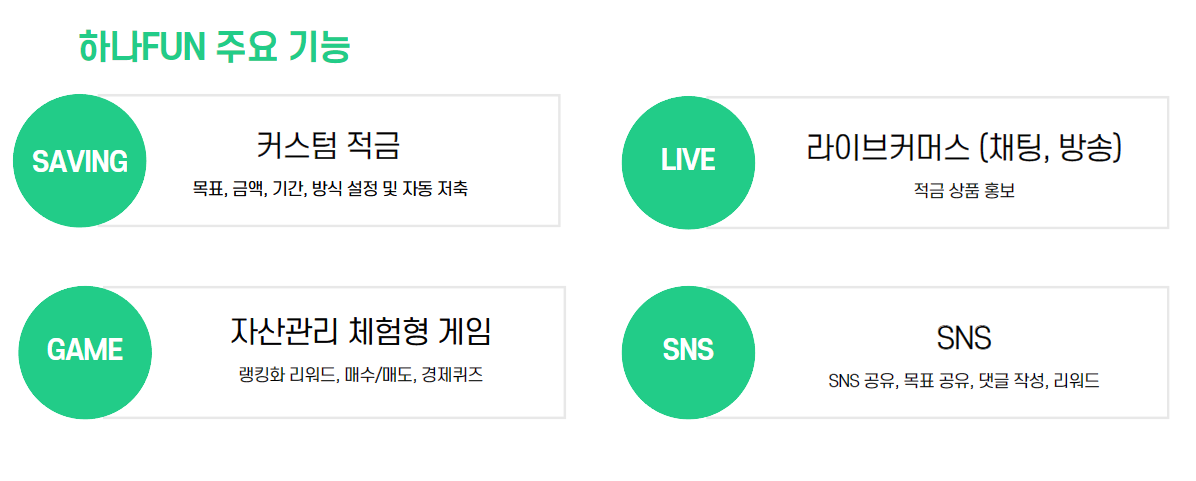 하나FUN 주요 기능
SAVING
커스텀 적금
목표, 금액, 기간, 방식 설정 및 자동 저축
LIVE
라이브커머스 (채팅, 방송)
적금 상품 홍보
GAME
자산관리 체험형 게임
랭킹화 리워드, 매수/매도, 경제퀴즈
SNS
SNS
SNS 공유, 목표 공유, 댓글 작성, 리워드